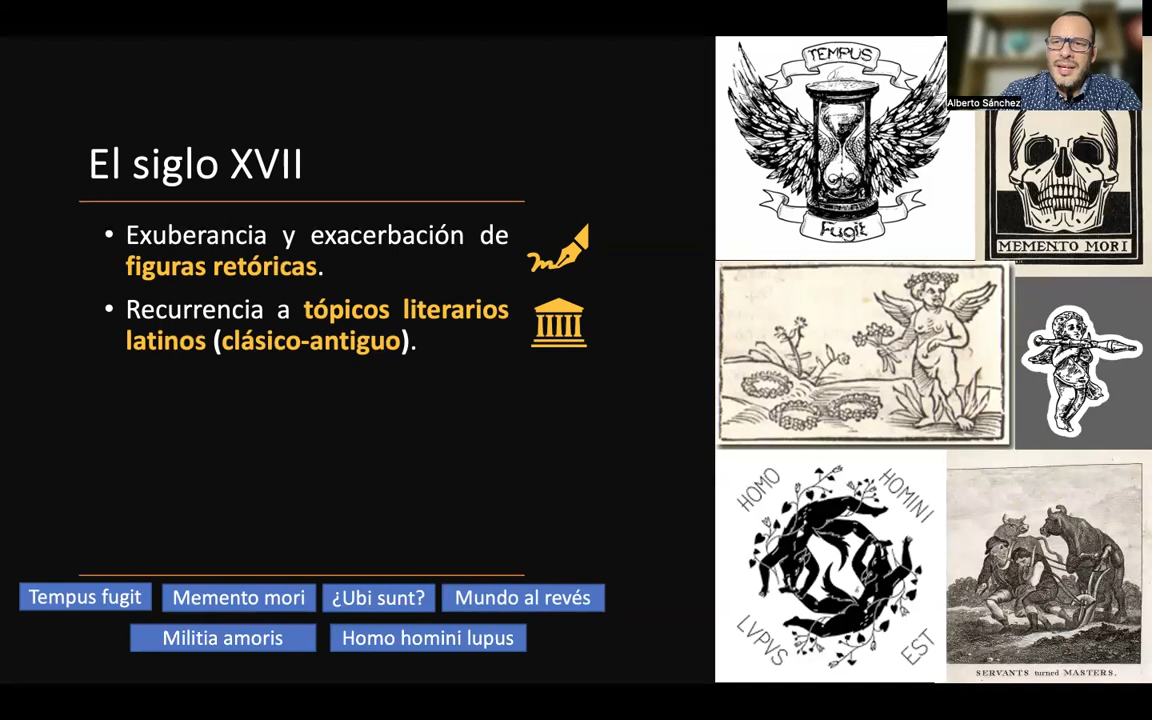 El siglo XVII
• Exuberancia y exacerbación de
figuras retóricas.
• Recurrencia a tópicos literarios
latinos (clásico-antiguo).
Tempus fugit
Memento mori
¿Ubi sunt?
Mundo al revés
Militia amoris
Homo homini lupus
TEMPUS
Fugit
Alberto Sánchez
MEMENTO MORI
HOMO
HOMINI
LVPVS
EST
SERVANTS turned MASTERS.